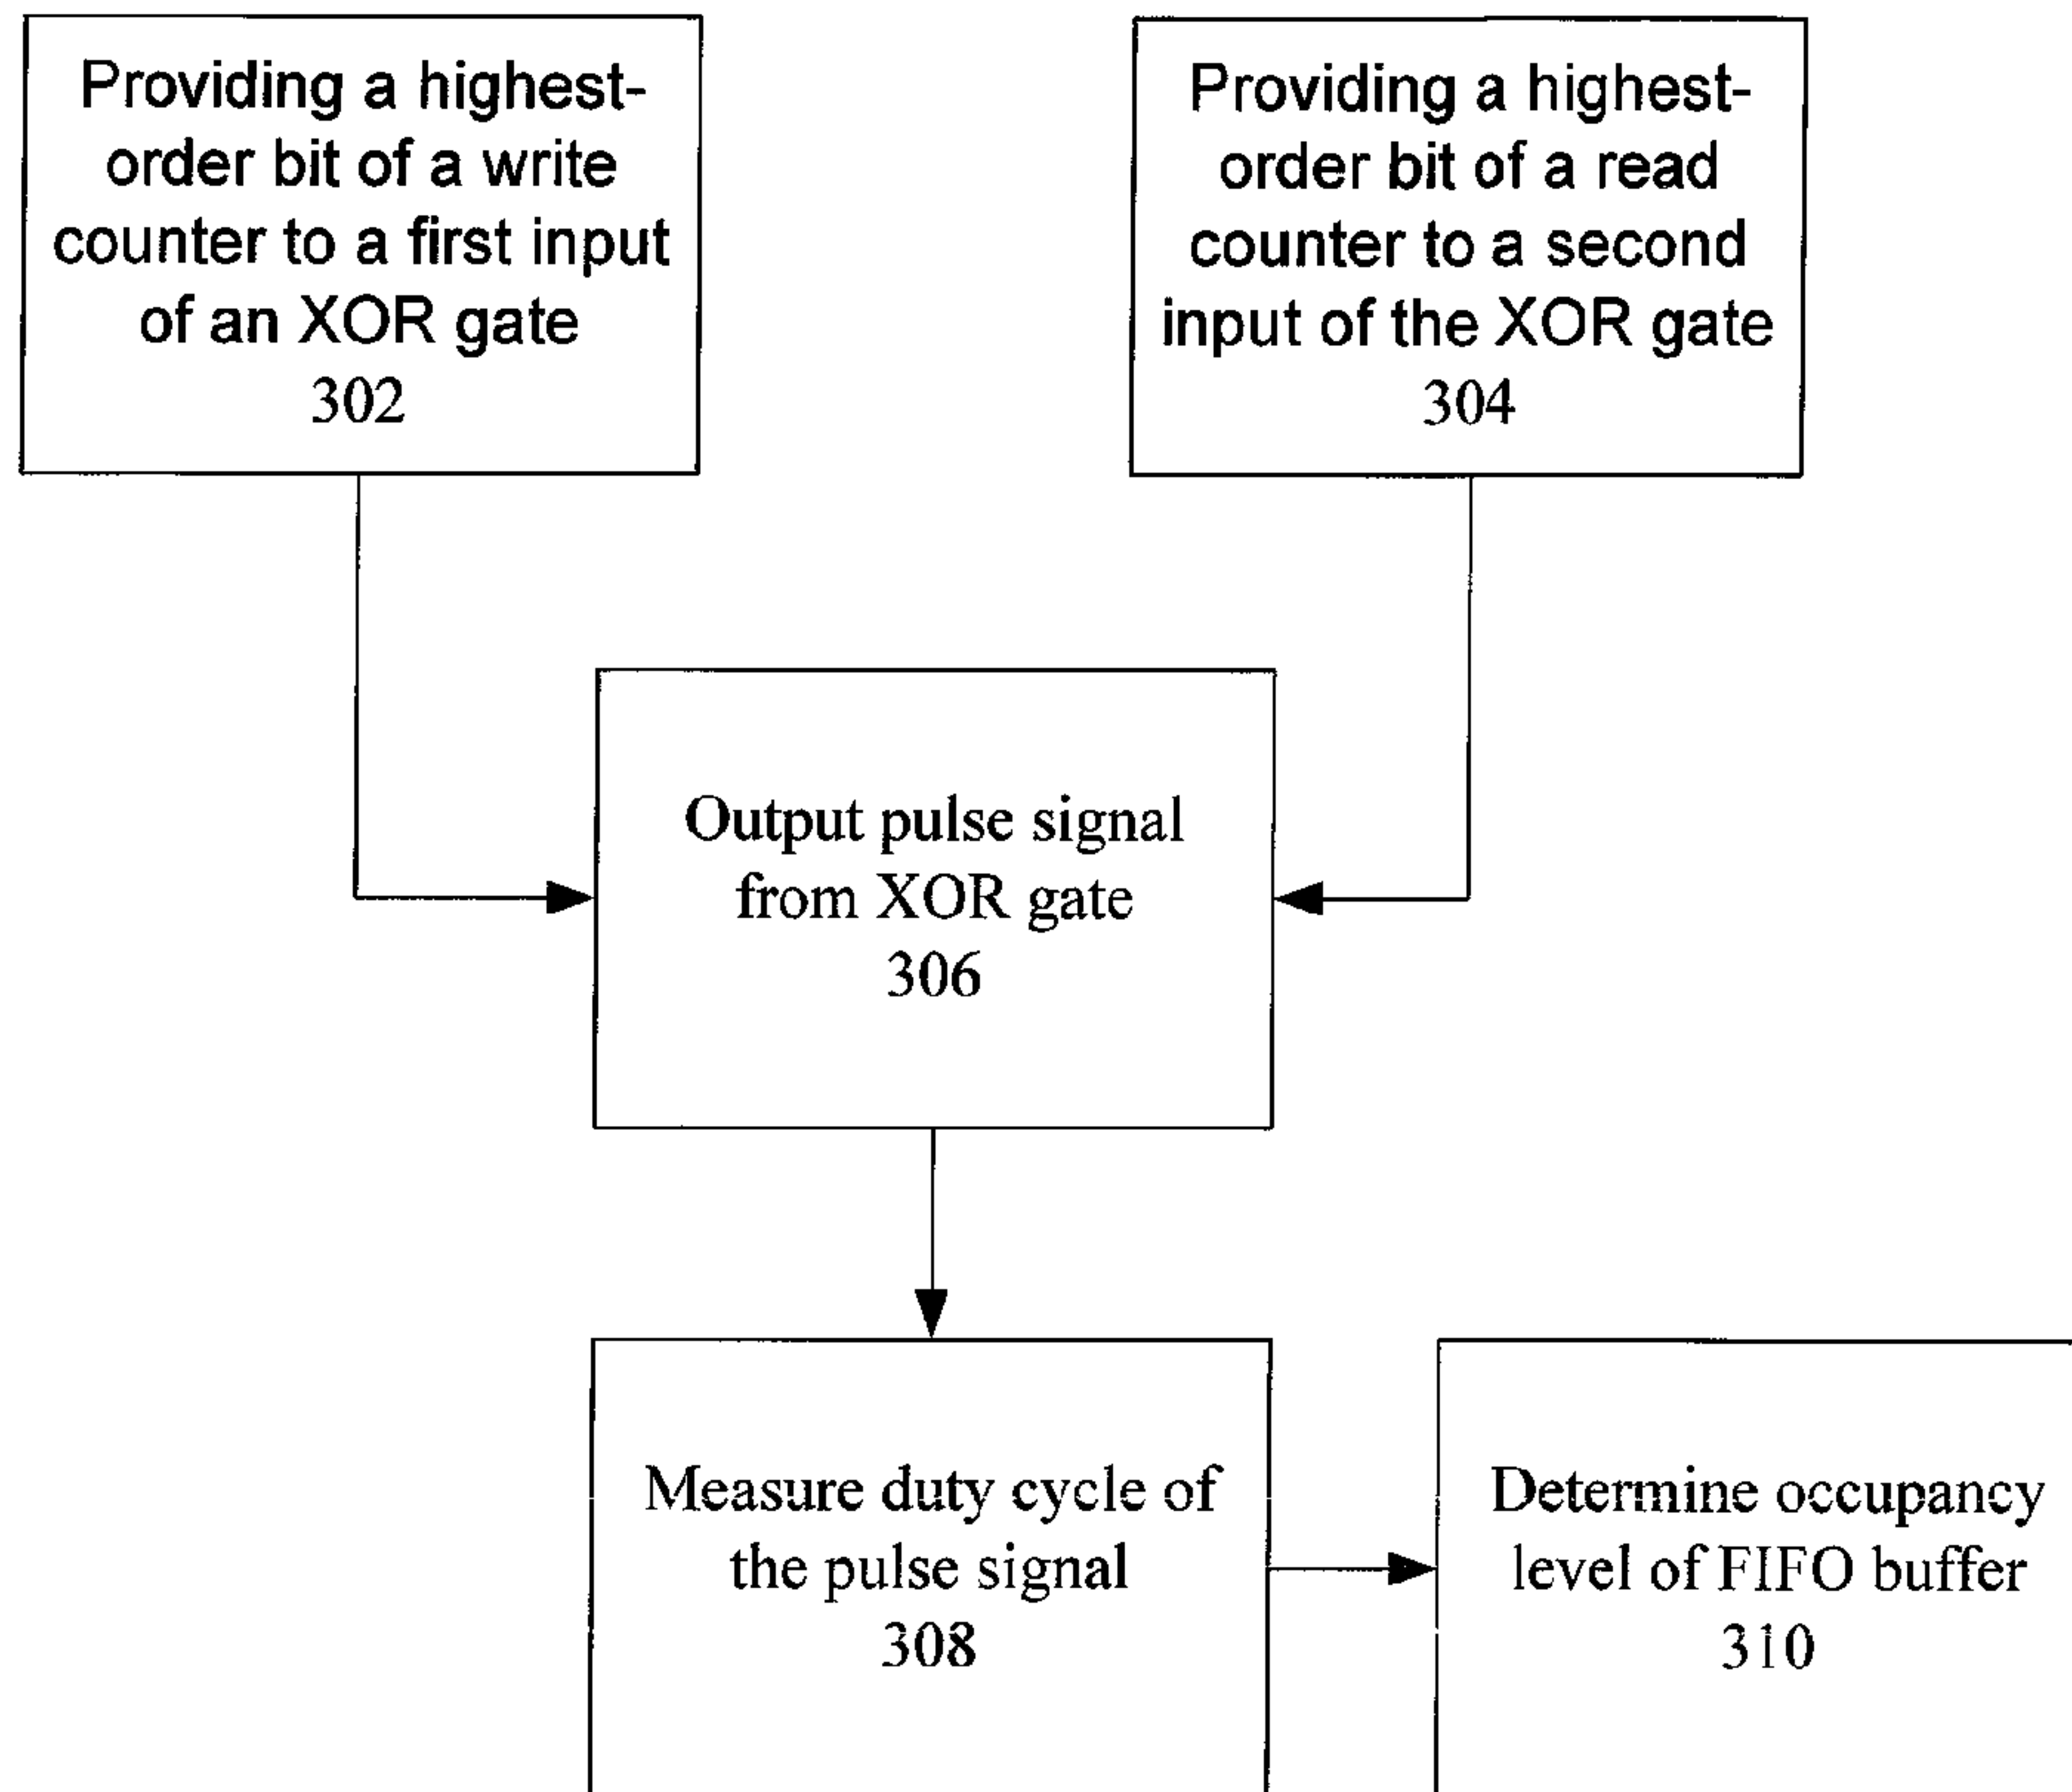 Providing a highest-
order bit of a write
counter to a first input
of an XOR gate
302
Providing a highest-
order bit of a read
counter to a second
input of the XOR gate
304
Output pulse signal
from XOR gate
306
Measure duty cycle of
the pulse signal
308
Determine occupancy
level of FIFO buffer
310